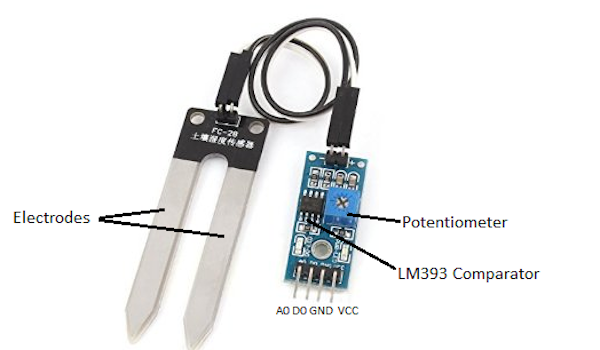 FC-28
土壤湿度传感器
+
Electrodes
Potentiometer
LM393 Comparator
A0 D0 GND VCC